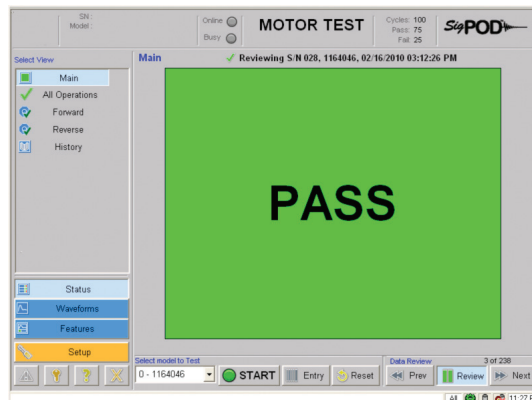 SN :
Model :
Online
Busy
MOTOR TEST
Cycles: 100
Pass: 75
Fail: 25
SigPOD
Select View
Main
All Operations
Forward
Reverse
History
Status
Waveforms
Features
Setup
Main
Reviewing S/N 028, 1164046, 02/16/2010 03:12:26 PM
PASS
Select model to Test
0 - 1164046
START
Entry
Reset
Data Review
3 of 238
Prev
Review
Next
All